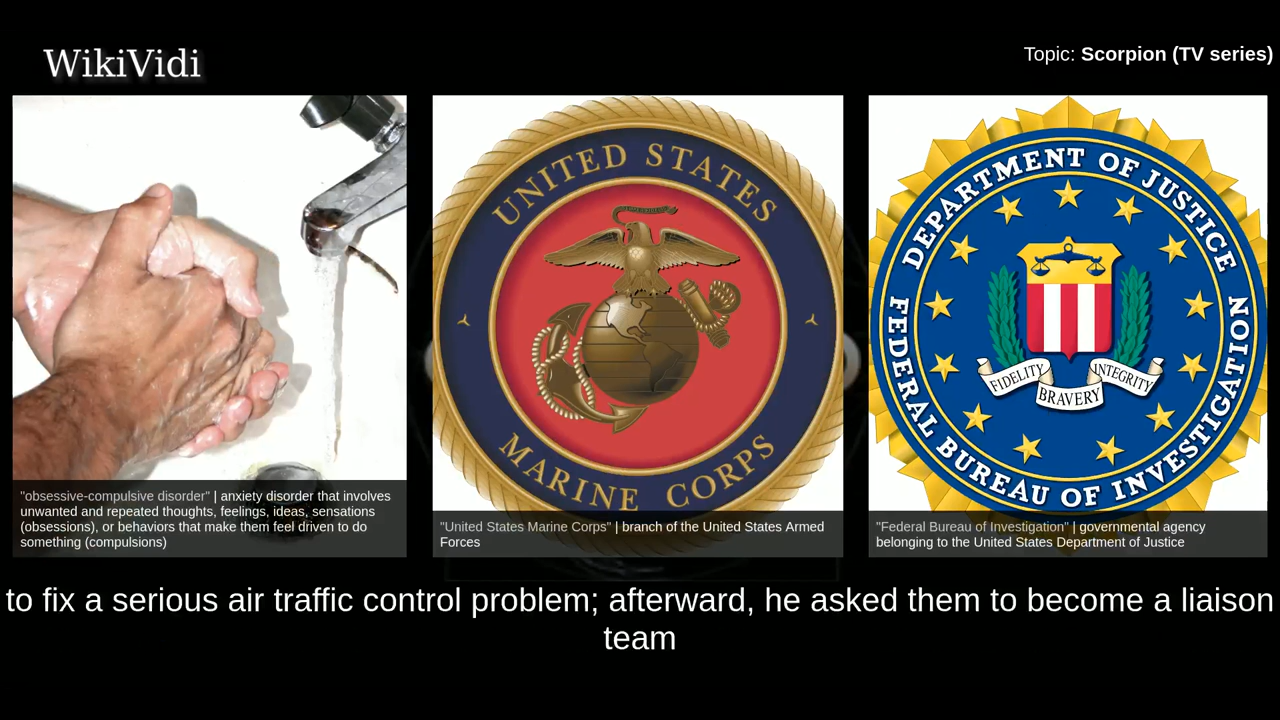 WikiVidi
Topic: Scorpion (TV series)
"obsessive-compulsive disorder" | anxiety disorder that involves
unwanted and repeated thoughts, feelings, ideas, sensations
(obsessions), or behaviors that make them feel driven to do
something (compulsions)
UNITED STATES
MARINE CORPS
"United States Marine Corps" | branch of the United States Armed
Forces
DEPARTMENT OF JUSTICE
FIDELITY
BRAVERY
INTEGRITY
FEDERAL BUREAU OF INVESTIGATION
"Federal Bureau of Investigation" | governmental agency
belonging to the United States Department of Justice
to fix a serious air traffic control problem; afterward, he asked them to become a liaison
team